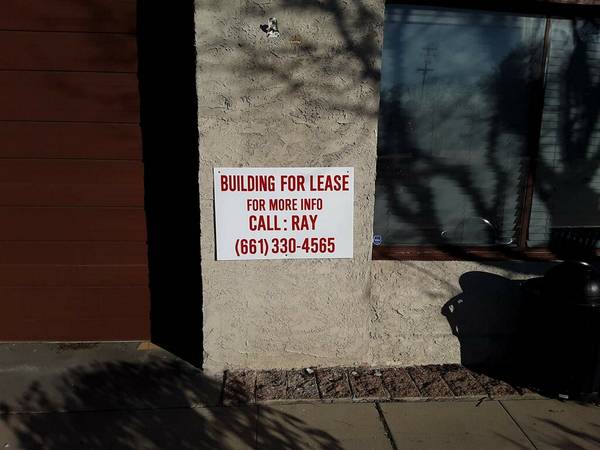 BUILDING FOR LEASE
FOR MORE INFO
CALL: RAY
(661) 330-4565